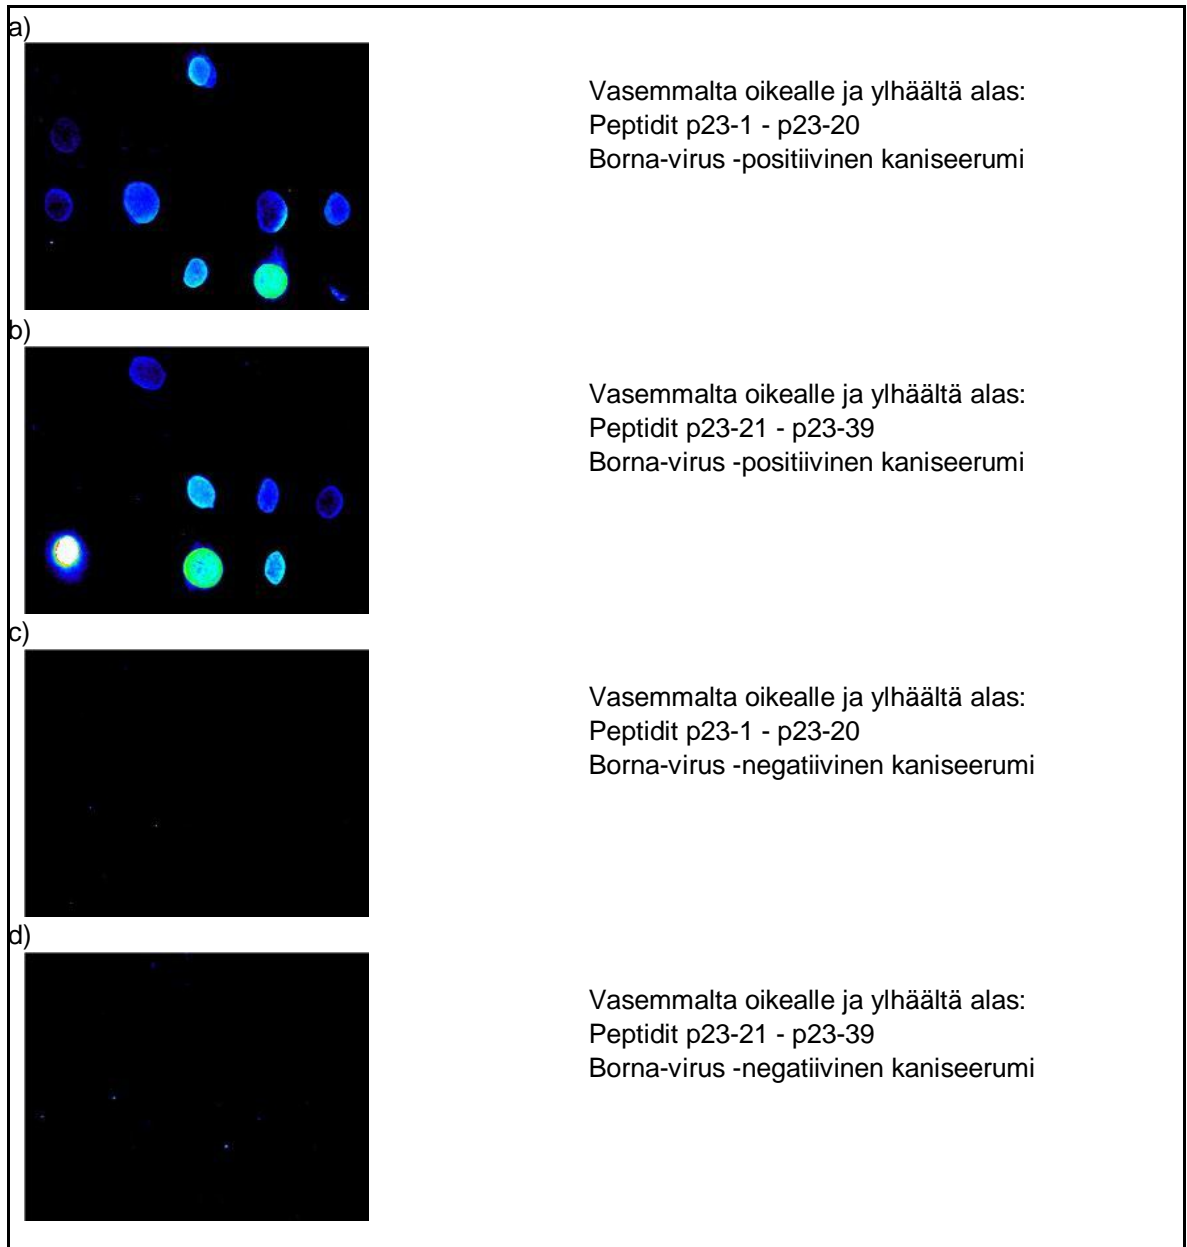 a)
Vasemmalta oikealle ja ylhäältä alas:
Peptidit p23-1 - p23-20
Borna-virus -positiivinen kaniseerumi
b)
Vasemmalta oikealle ja ylhäältä alas:
Peptidit p23-21 - p23-39
Borna-virus -positiivinen kaniseerumi
c)
Vasemmalta oikealle ja ylhäältä alas:
Peptidit p23-1 - p23-20
Borna-virus -negatiivinen kaniseerumi
d)
Vasemmalta oikealle ja ylhäältä alas:
Peptidit p23-21 - p23-39
Borna-virus -negatiivinen kaniseerumi